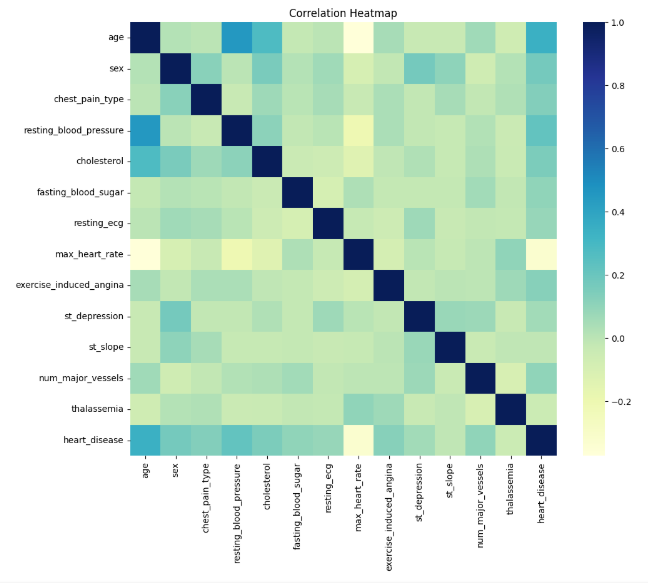 Correlation Heatmap
age
sex
chest_pain_type
resting_blood_pressure
cholesterol
fasting_blood_sugar
resting_ecg
max_heart_rate
exercise_induced_angina
st_depression
st_slope
num_major_vessels
thalassemia
heart_disease
age
sex
chest_pain_type
resting_blood_pressure
cholesterol
fasting_blood_sugar
resting_ecg
max_heart_rate
exercise_induced_angina
st_depression
st_slope
num_major_vessels
thalassemia
heart_disease
1.0
0.8
0.6
0.4
0.2
0.0
−0.2